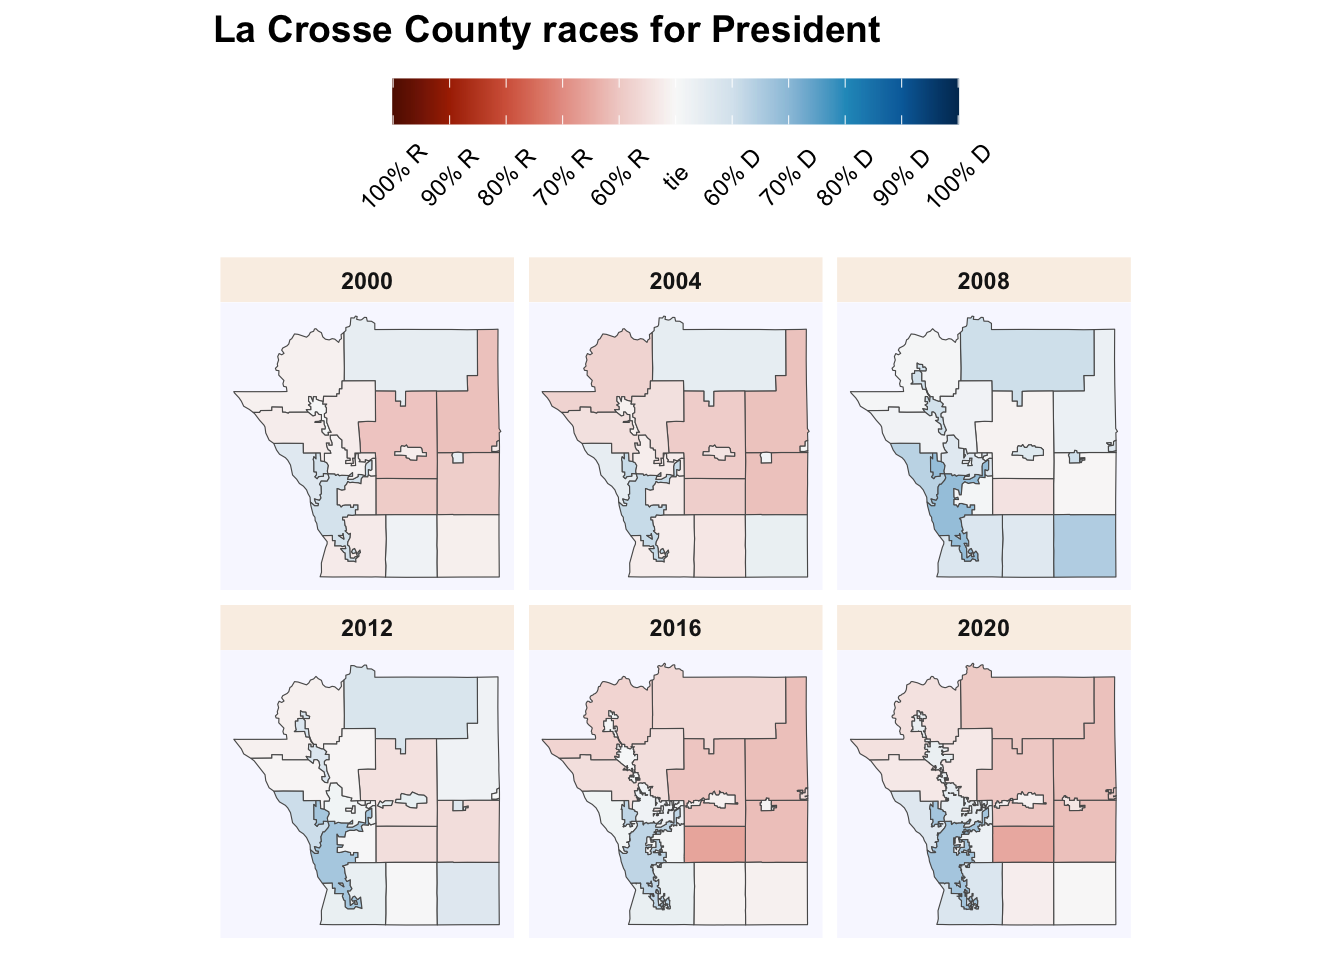 La Crosse County races for President
100% R
90% R
80% R
70% R
60% R
tie
60% D
70% D
80% D
90% D
100% D
2000
2004
2008
2012
2016
2020